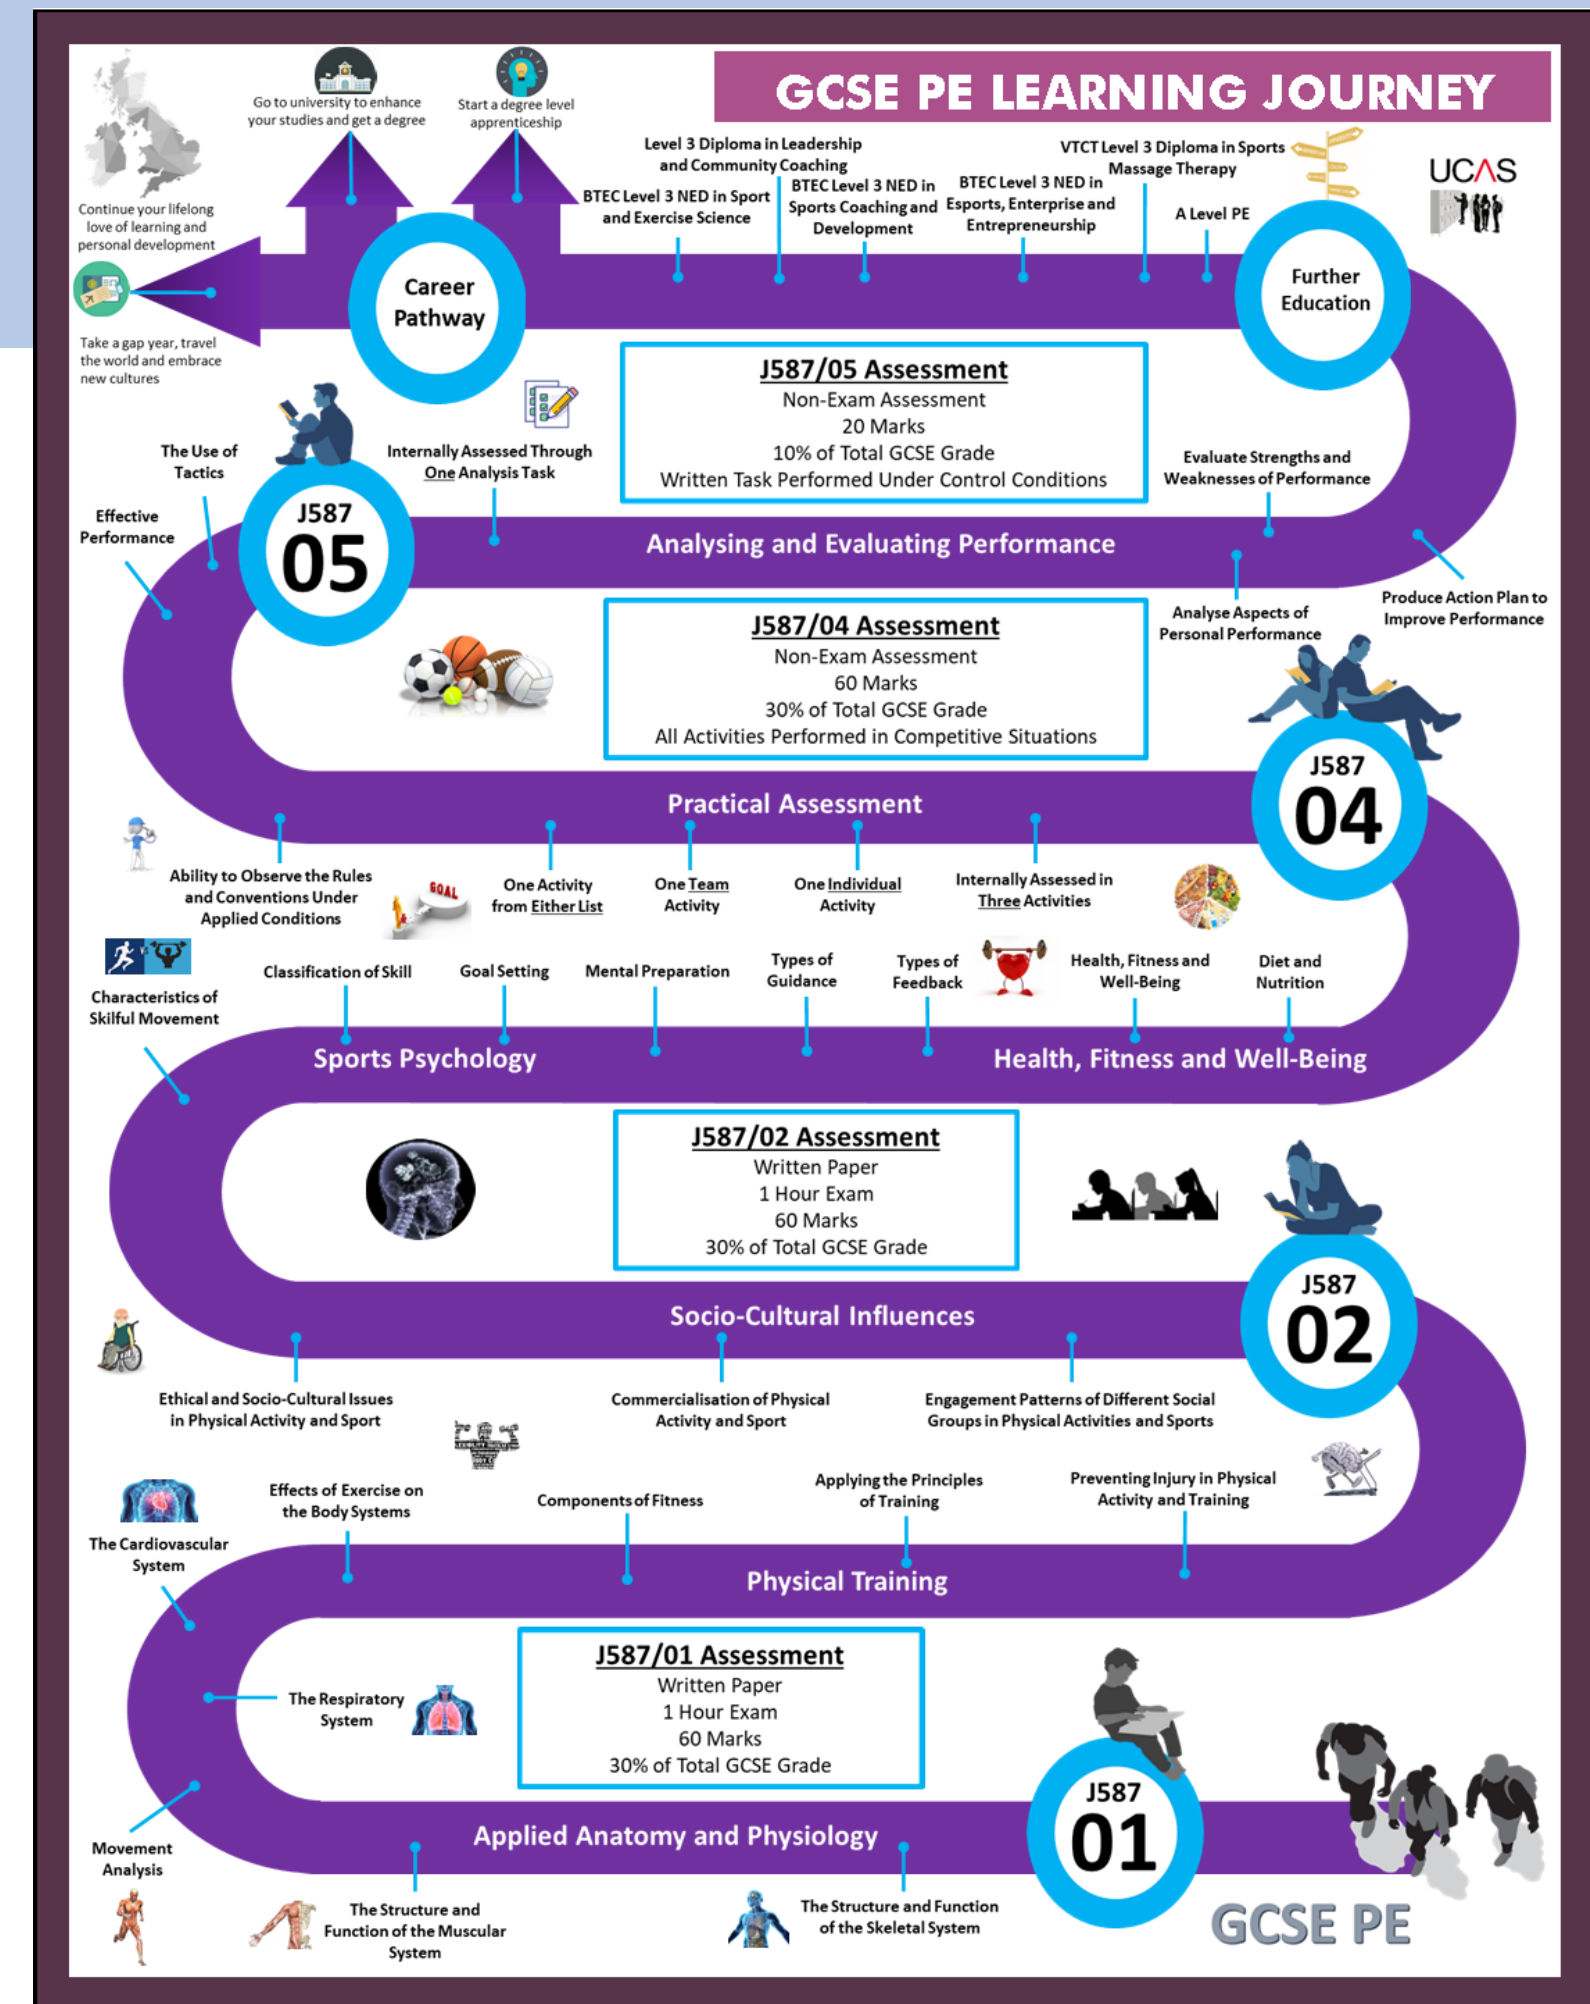 GCSE PE LEARNING JOURNEY
Go to university to enhance
your studies and get a degree
Start a degree level
apprenticeship
Continue your lifelong
love of learning and
personal development
Take a gap year, travel
the world and embrace
new cultures
Career
Pathway
BTEC Level 3 NED in Sport
and Exercise Science
Level 3 Diploma in Leadership
and Community Coaching
BTEC Level 3 NED in
Sports Coaching and
Development
BTEC Level 3 NED in
Esports, Enterprise and
Entrepreneurship
VTCT Level 3 Diploma in Sports
Massage Therapy
A Level PE
UCAS
Further
Education
J587/05 Assessment
Non-Exam Assessment
20 Marks
10% of Total GCSE Grade
Written Task Performed Under Control Conditions
The Use of
Tactics
Effective
Performance
Internally Assessed Through
One Analysis Task
Evaluate Strengths and
Weaknesses of Performance
J587
05
Analysing and Evaluating Performance
Analyse Aspects of
Personal Performance
Produce Action Plan to
Improve Performance
J587/04 Assessment
Non-Exam Assessment
60 Marks
30% of Total GCSE Grade
All Activities Performed in Competitive Situations
J587
04
Practical Assessment
Ability to Observe the Rules
and Conventions Under
Applied Conditions
GOAL
One Activity
from Either List
One Team
Activity
One Individual
Activity
Internally Assessed in
Three Activities
VS
Characteristics of
Skilful Movement
Classification of Skill
Goal Setting
Mental Preparation
Types of
Guidance
Types of
Feedback
Health, Fitness and
Well-Being
Diet and
Nutrition
Sports Psychology
Health, Fitness and Well-Being
J587/02 Assessment
Written Paper
1 Hour Exam
60 Marks
30% of Total GCSE Grade
J587
02
Socio-Cultural Influences
Ethical and Socio-Cultural Issues
in Physical Activity and Sport
Commercialisation of Physical
Activity and Sport
Engagement Patterns of Different Social
Groups in Physical Activities and Sports
The Cardiovascular
System
Effects of Exercise on
the Body Systems
Components of Fitness
Applying the Principles
of Training
Preventing Injury in Physical
Activity and Training
Physical Training
J587/01 Assessment
Written Paper
1 Hour Exam
60 Marks
30% of Total GCSE Grade
The Respiratory
System
J587
01
Applied Anatomy and Physiology
Movement
Analysis
The Structure and
Function of the Muscular
System
The Structure and Function
of the Skeletal System
GCSE PE